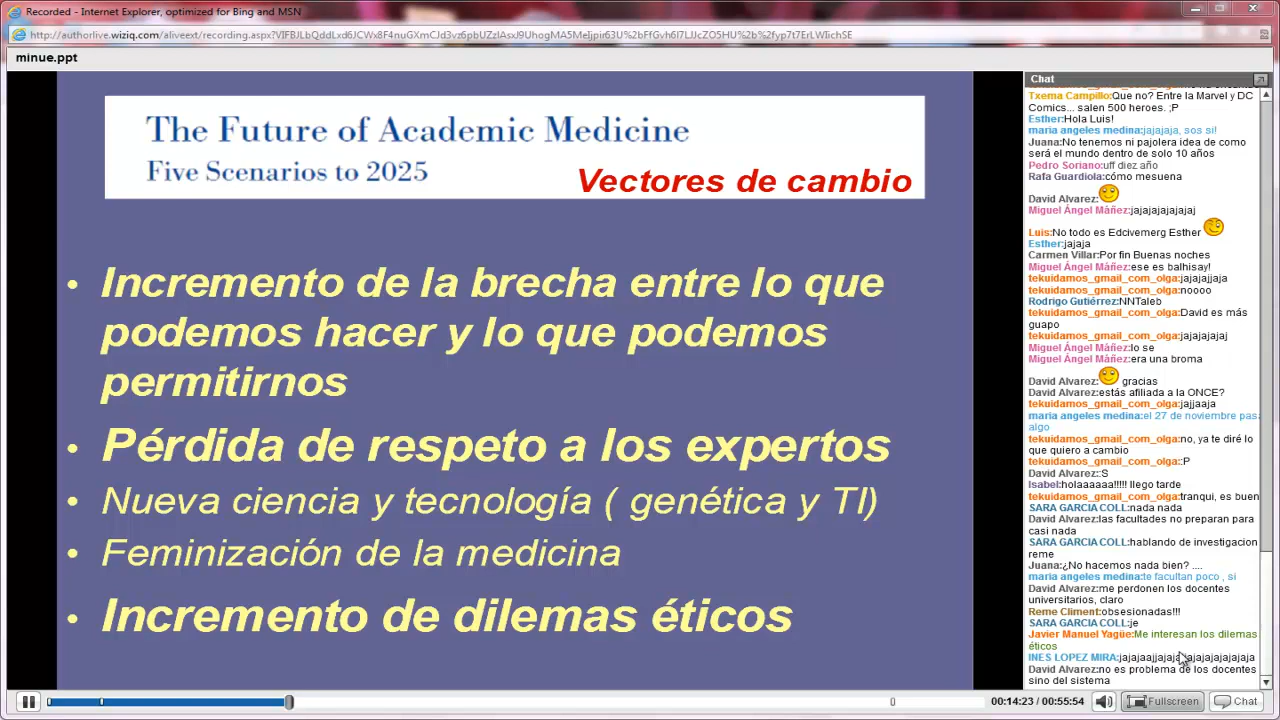 Recorded - Internet Explorer, optimized for Bing and MSN
minue.ppt
The Future of Academic Medicine
Five Scenarios to 2025
Vectores de cambio
• Incremento de la brecha entre lo que
podemos hacer y lo que podemos
permitirnos
• Pérdida de respeto a los expertos
• Nueva ciencia y tecnología ( genética y TI)
• Feminización de la medicina
• Incremento de dilemas éticos
Chat
Txema Campillo:Que no? Entre la Marvel y DC
Comics... salen 500 heroes. ;P
Esther:Hola Luis!
maria angeles medina:jajajaja, sos si!
Juana:No tenemos ni pajolera idea de como
será el mundo dentro de solo 10 años
Pedro Soriano:uff diez año
Rafa Guardiola:cómo mesuena
David Alvarez:
Miguel Ángel Máñez:jajajajajajajaj
Luis:No todo es Edcivemerg Esther
Esther:jajaja
Carmen Villar:Por fin Buenas noches
Miguel Ángel Máñez:ese es balhisay!
tekuidamos_gmail_com_olga:jajajajjaja
tekuidamos_gmail_com_olga:noooo
Rodrigo Gutiérrez:NNTaleb
tekuidamos_gmail_com_olga:David es más
guapo
tekuidamos_gmail_com_olga:jajajajajaj
Miguel Ángel Máñez:lo se
Miguel Ángel Máñez:era una broma
David Alvarez: gracias
David Alvarez:estás afiliada a la ONCE?
tekuidamos_gmail_com_olga:jajjaaja
maria angeles medina:el 27 de noviembre pas
algo
tekuidamos_gmail_com_olga:no, ya te diré lo
que quiero a cambio
tekuidamos_gmail_com_olga::P
David Alvarez::S
Isabel:holaaaaaa!!!!! llego tarde
tekuidamos_gmail_com_olga:tranqui, es buen
SARA GARCIA COLL:nada nada
David Alvarez:las facultades no preparan para
casi nada
SARA GARCIA COLL:hablando de investigacion
reme
Juana:¿No hacemos nada bien? ....
maria angeles medina:te facultan poco , si
David Alvarez:me perdonen los docentes
universitarios, claro
Reme Climent:obsesionadas!!!
SARA GARCIA COLL:je
Javier Manuel Yagüe:Me interesan los dilemas
éticos
INES LOPEZ MIRA:
David Alvarez:no es problema de los docentes
sino del sistema
00:14:23 / 00:55:54
Fullscreen
Chat